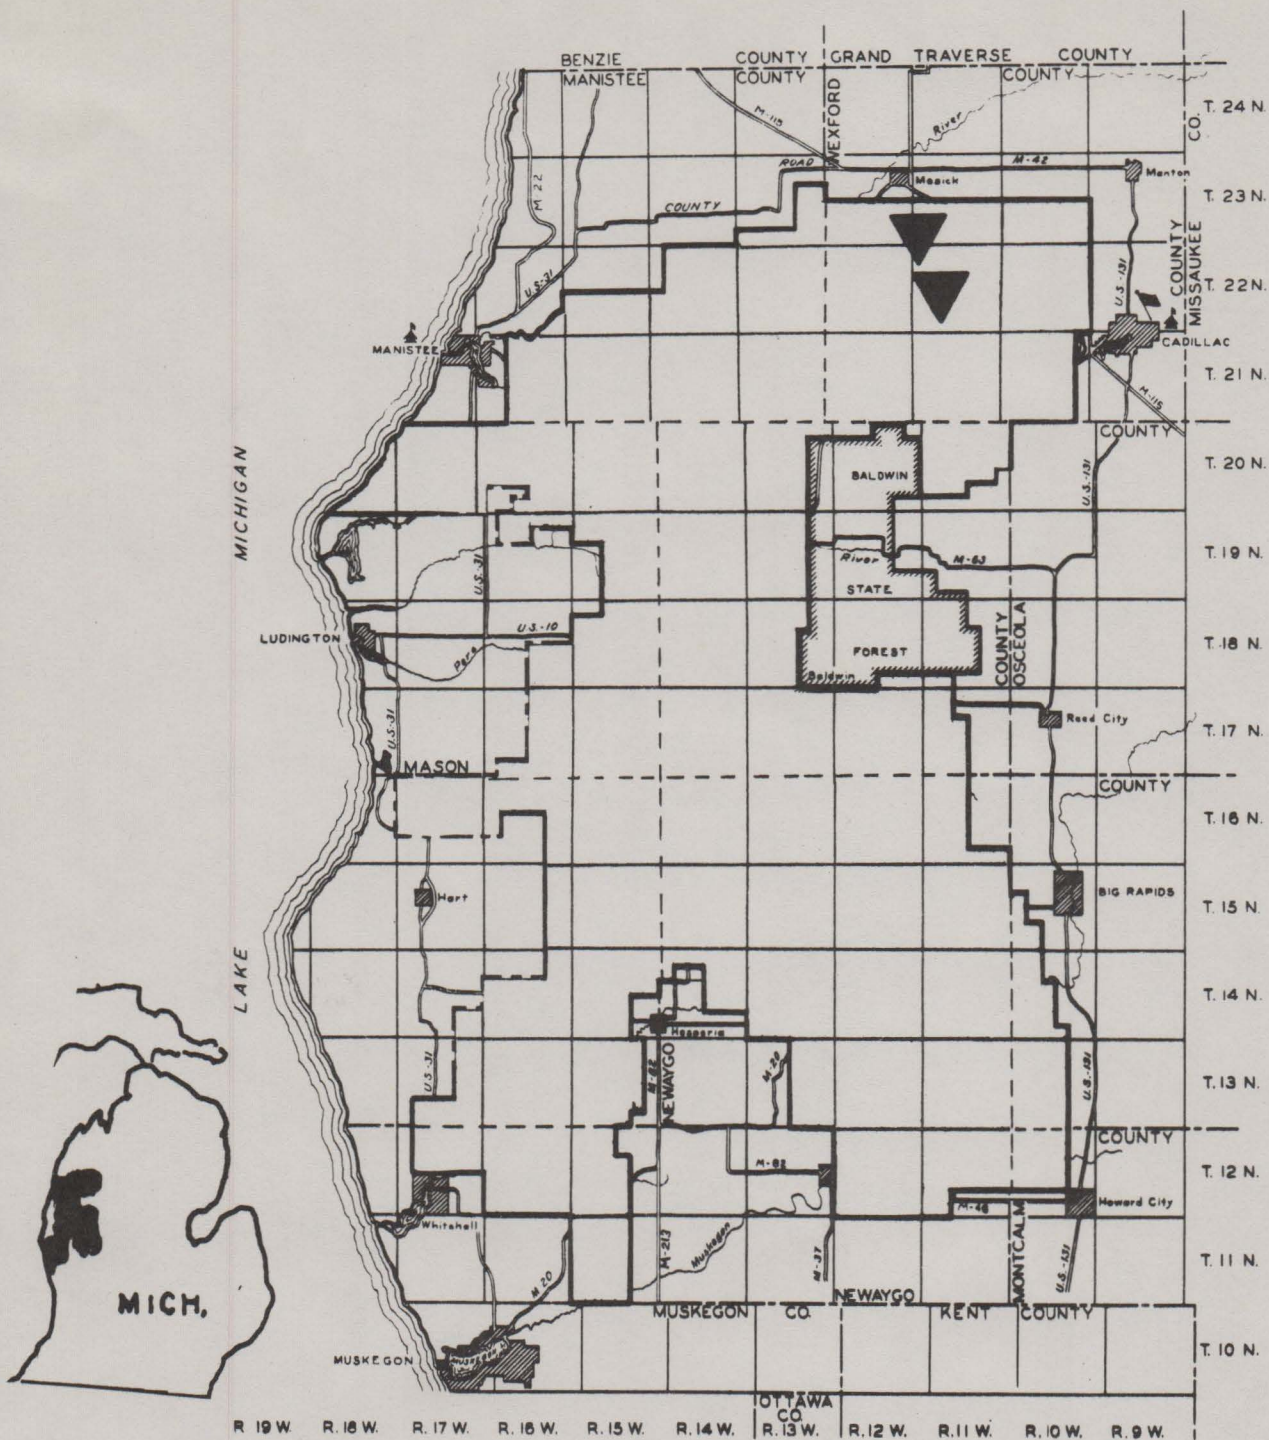 BENZIE COUNTY GRAND TRAVERSE COUNTY
MANISTEE COUNTY COUNTY
WEXFORD
CO.
T. 24 N.
M-115
River
ROAD
M-42
Mesick
Manton
M 22
COUNTY
T. 23 N.
COUNTY
MISSAUKEE
U.S.-31
U.S.-131
T. 22N.
MANISTEE
CADILLAC
T. 21 N.
M-115
COUNTY
MICHIGAN
BALDWIN
U.S.-131
T. 20 N.
U.S.-31
River
M-63
T. 19 N.
STATE
LUDINGTON
U.S.-10
Pere
FOREST
COUNTY
OSCEOLA
T. 18 N.
Baldwin
U.S.-31
Reed City
T. 17 N.
MASON
COUNTY
T. 16 N.
Hart
BIG RAPIDS
T. 15 N.
LAKE
T. 14 N.
Hesperia
U.S.-31
M-82
NEWAYGO
M-20
U.S.-131
T. 13 N.
COUNTY
M-82
T. 12 N.
Whitehall
M-46
Howard City
M-213
Muskegon
M-37
MONTCALM
U.S.-131
T. 11 N.
M 20
MICH,
NEWAYGO
MUSKEGON CO. KENT COUNTY
MUSKEGON
MUSKEGON
T. 10 N.
OTTAWA
CO.
R 19 W. R. 18 W. R. 17 W. R. 16 W. R. 15 W. R. 14 W. R. 13 W. R. 12 W. R. 11 W. R. 10 W. R. 9 W.